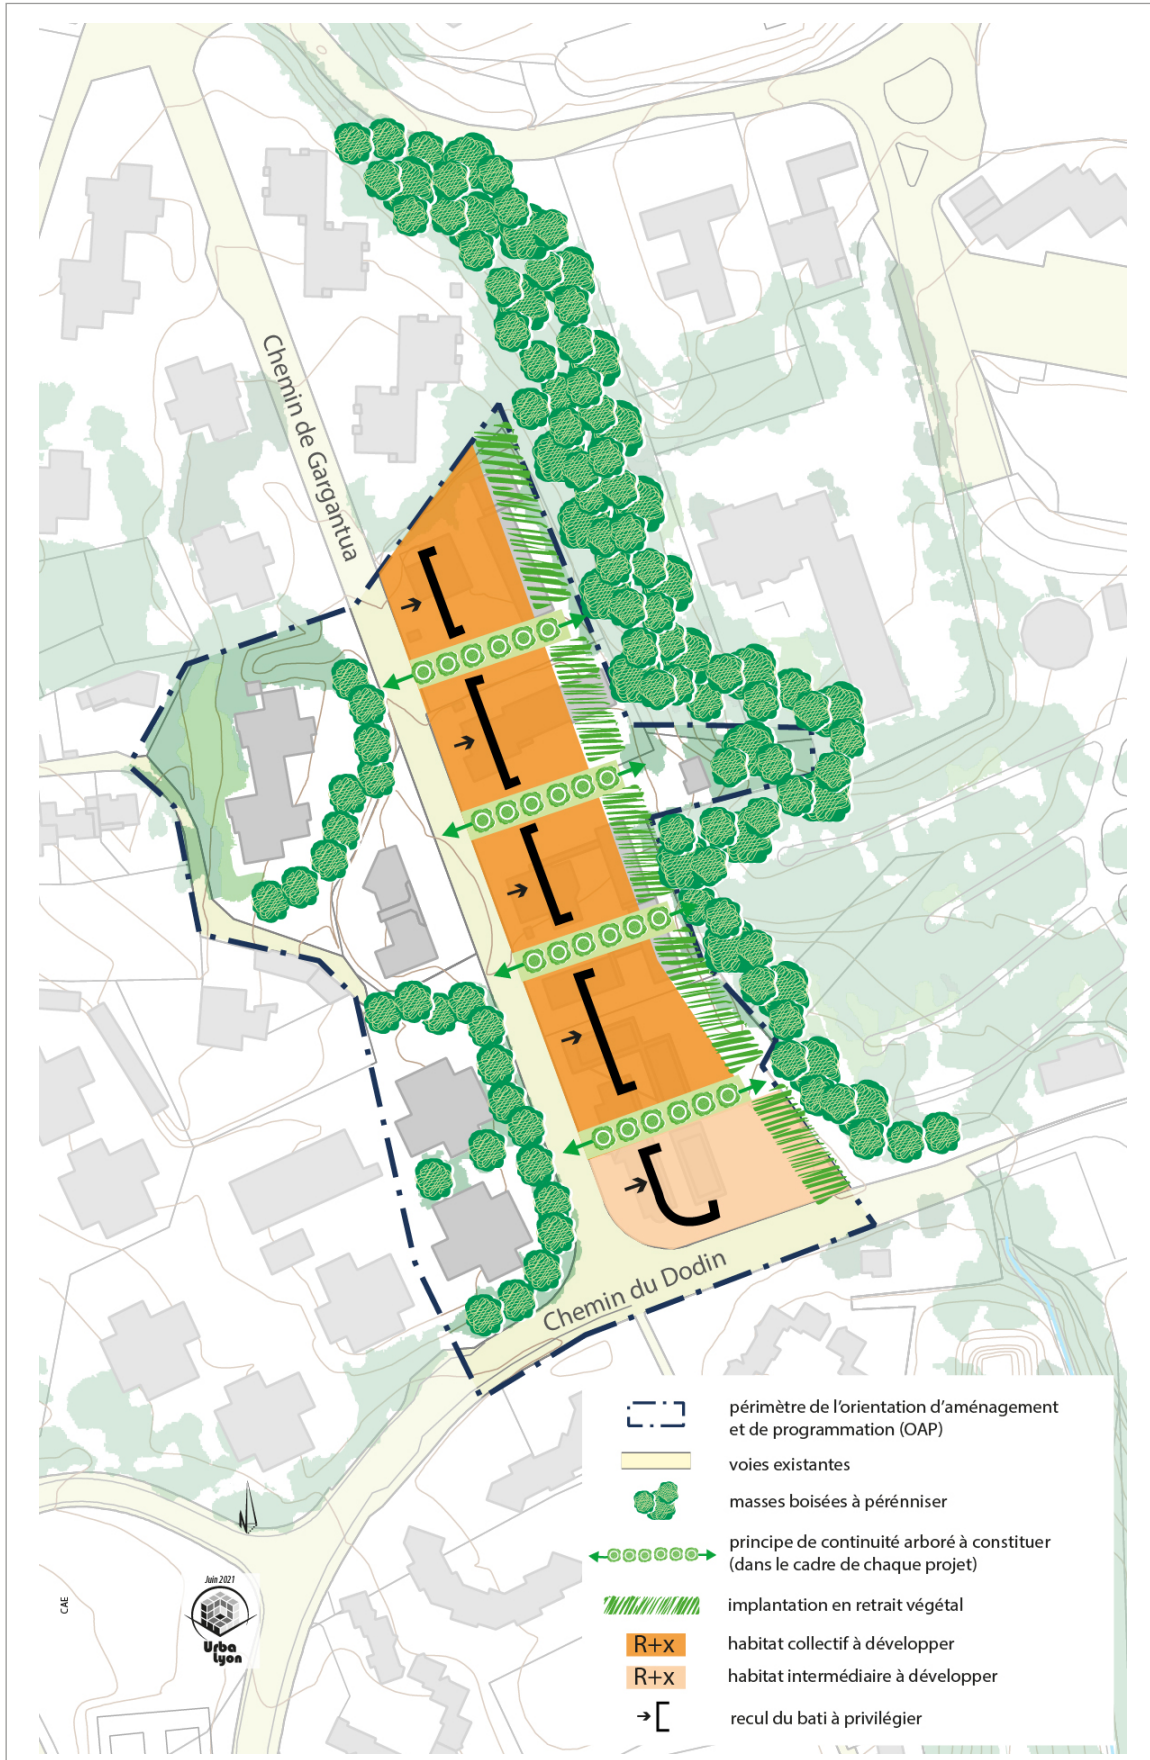 Chemin de Gargantua
Chemin du Dodin
périmètre de l'orientation d'aménagement
et de programmation (OAP)
voies existantes
masses boisées à pérénniser
principe de continuité arboré à constituer
(dans le cadre de chaque projet)
implantation en retrait végétal
R+x habitat collectif à développer
R+x habitat intermédiaire à développer
recul du bati à privilégier
N
CAE
Juin 2021
Urba
Lyon